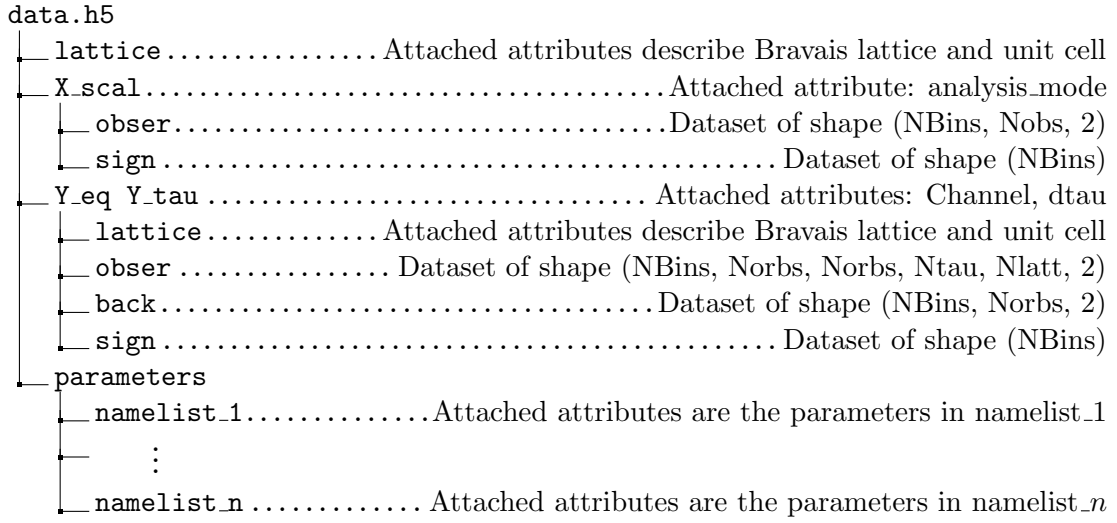 data.h5
lattice................Attached attributes describe Bravais lattice and unit cell
X_scal.......................................Attached attribute: analysis_mode
obser.....................................Dataset of shape (NBins, Nobs, 2)
sign..............................................Dataset of shape (NBins)
Y_eq Y_tau.................................Attached attributes: Channel, dtau
lattice.............Attached attributes describe Bravais lattice and unit cell
obser................Dataset of shape (NBins, Norbs, Norbs, Ntau, Nlatt, 2)
back.....................................Dataset of shape (NBins, Norbs, 2)
sign..............................................Dataset of shape (NBins)
parameters
namelist_1..............Attached attributes are the parameters in namelist_1
⋮
namelist_n.............Attached attributes are the parameters in namelist_n